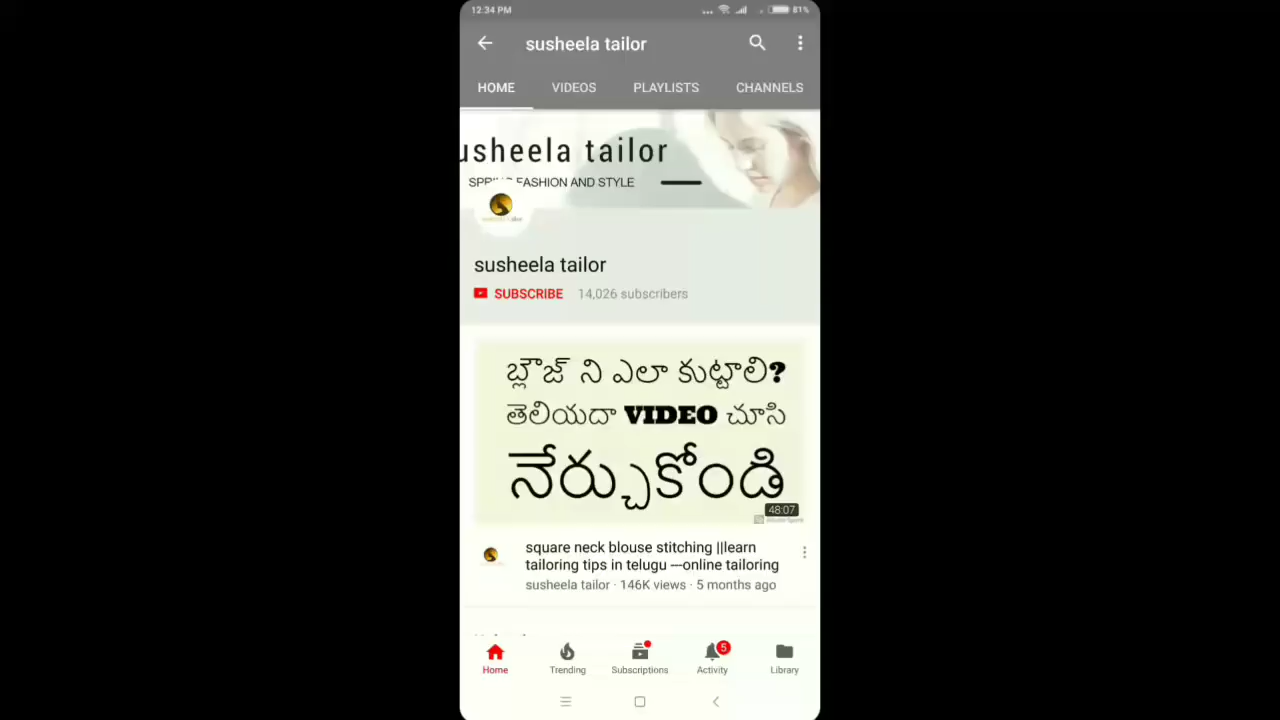 12:34 PM
81%
susheela tailor
HOME VIDEOS PLAYLISTS CHANNELS
usheela tailor
FASHION AND STYLE
susheela tailor
SUBSCRIBE 14,026 subscribers
బ్లౌజ్ ని ఎలా కుట్టాలి?
తెలియదా VIDEO చూసి
నేర్చుకోండి
48:07
square neck blouse stitching ||learn
tailoring tips in telugu ---online tailoring
susheela tailor · 146K views · 5 months ago
5
Home Trending Subscriptions Activity Library